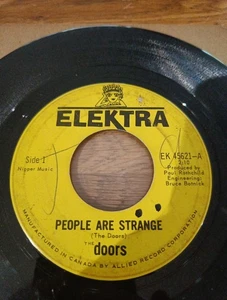 ELEKTRA
Side 1
Nipper Music
EK 45621-A
2:10
Produced by
Paul Rothchild
Engineering:
Bruce Botnick
PEOPLE ARE STRANGE
(The Doors)
THE doors
MANUFACTURED IN CANADA BY ALLIED RECORD CORPORATION